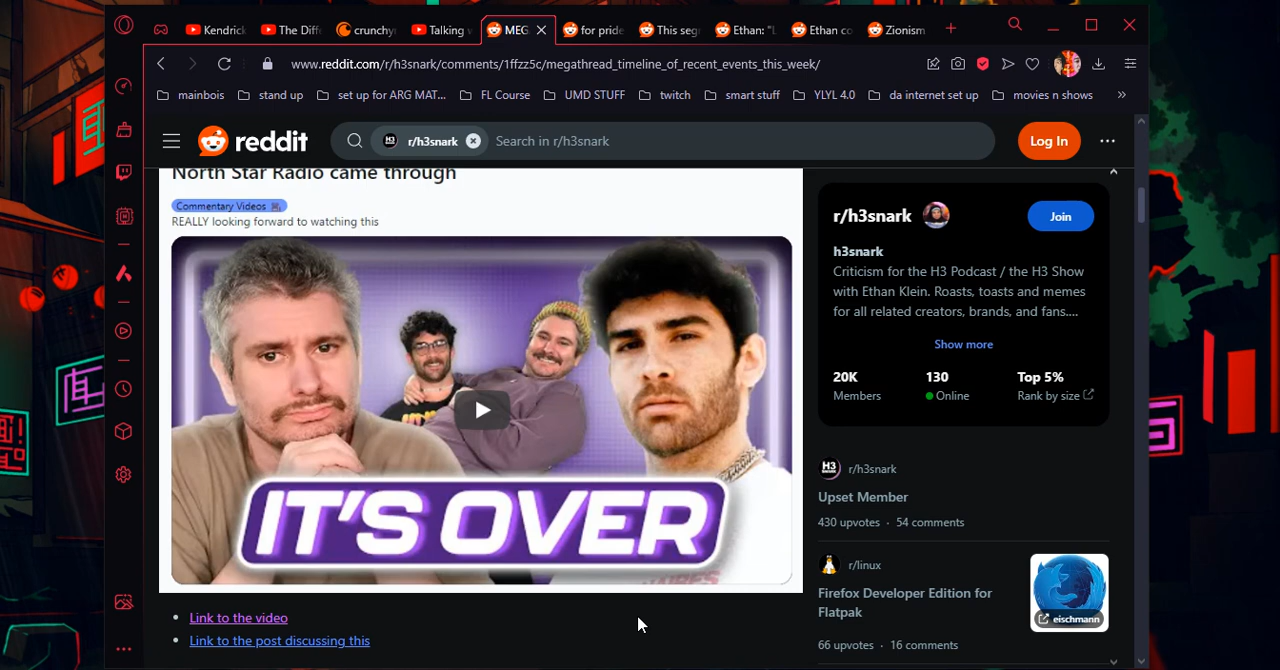 Kendrick
The Diff
crunchy
Talking
MEG
for pride
This seg
Ethan: "L
Ethan co
Zionism
www.reddit.com/r/h3snark/comments/1ffzz5c/megathread_timeline_of_recent_events_this_week/
mainbois
stand up
set up for ARG MAT...
FL Course
UMD STUFF
twitch
smart stuff
YLYL 4.0
da internet set up
movies n shows
reddit
r/h3snark
Search in r/h3snark
Log In
North Star Radio came through
Commentary Videos
REALLY looking forward to watching this
IT'S OVER
Link to the video
Link to the post discussing this
r/h3snark
Join
h3snark
Criticism for the H3 Podcast / the H3 Show
with Ethan Klein. Roasts, toasts and memes
for all related creators, brands, and fans....
Show more
20K
Members
130
Online
Top 5%
Rank by size
H3
r/h3snark
Upset Member
430 upvotes · 54 comments
r/linux
Firefox Developer Edition for
Flatpak
eischmann
66 upvotes · 16 comments